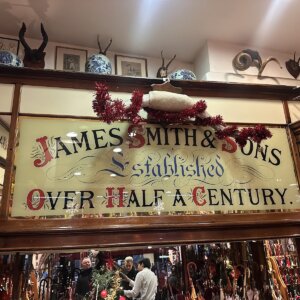 JAMES SMITH & SONS
Established
OVER HALF A CENTURY.